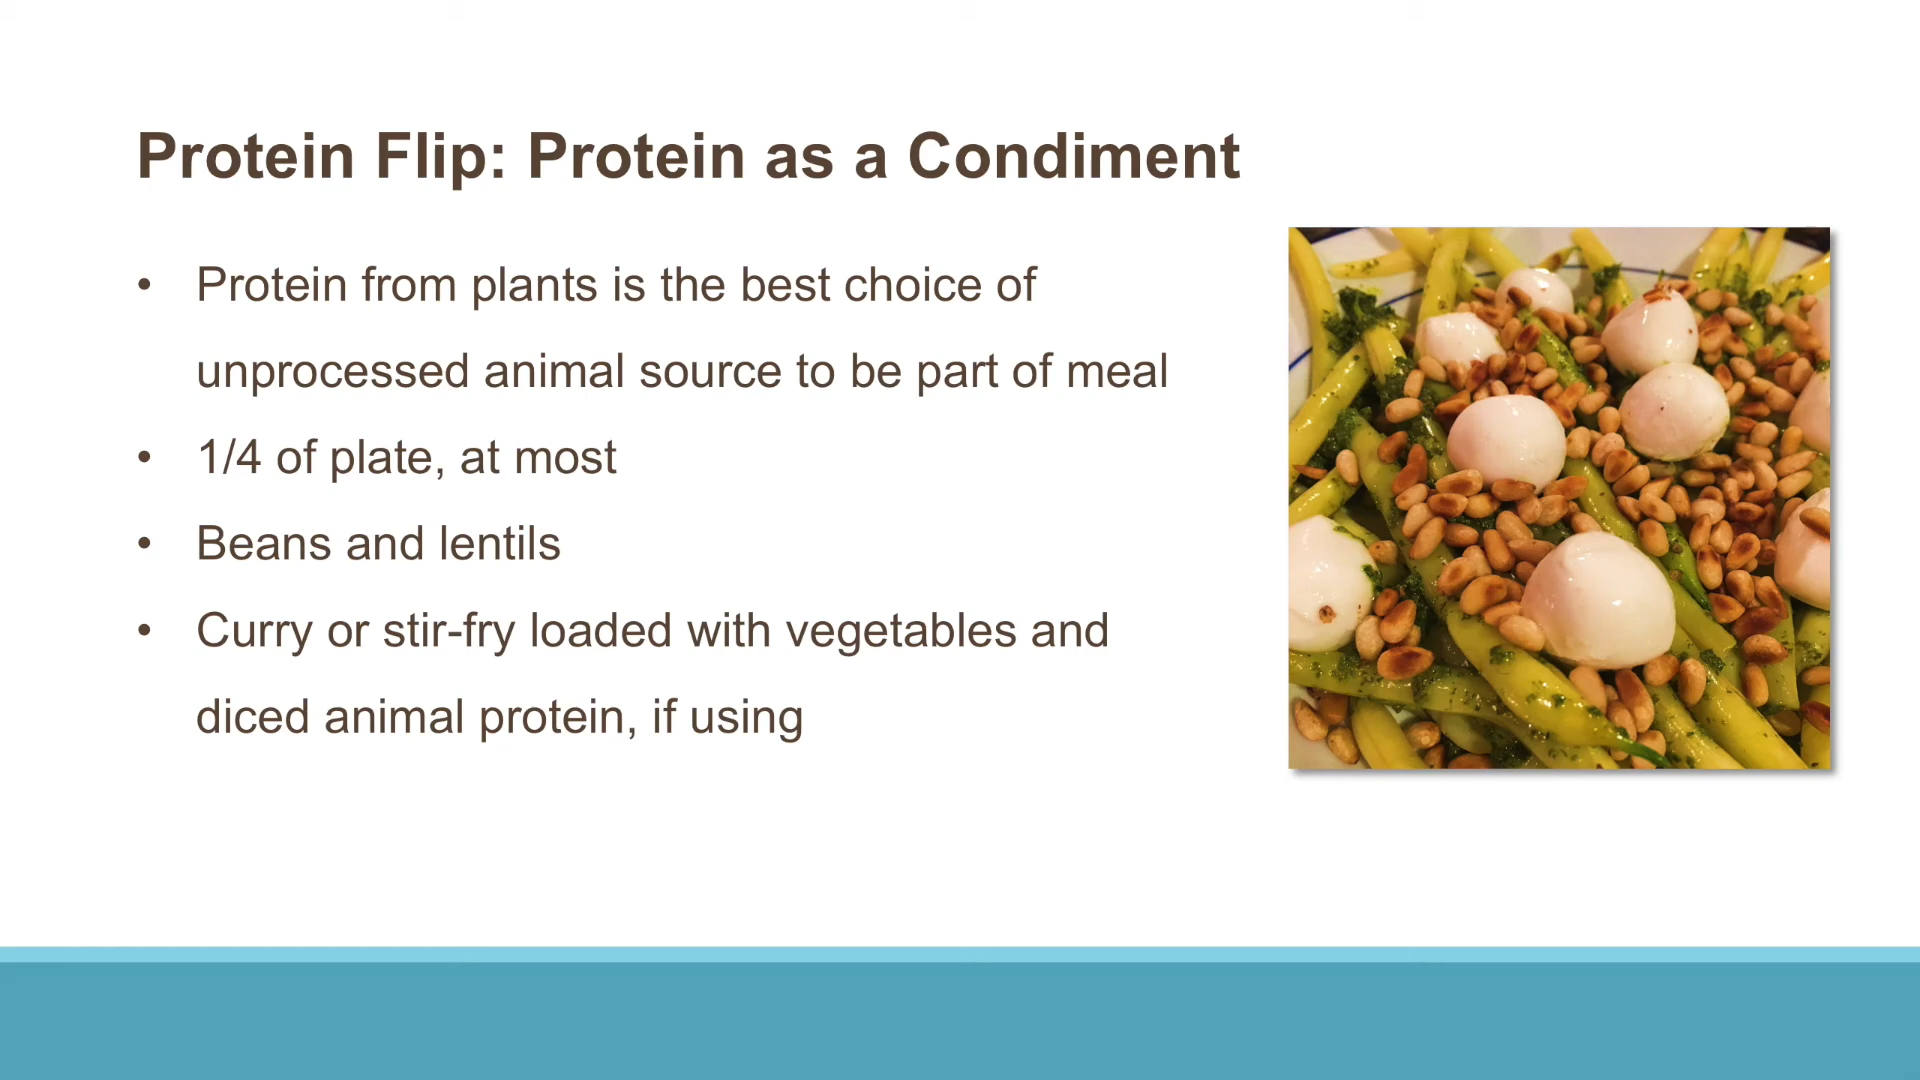 Protein Flip: Protein as a Condiment
• Protein from plants is the best choice of
unprocessed animal source to be part of meal
• 1/4 of plate, at most
• Beans and lentils
• Curry or stir-fry loaded with vegetables and
diced animal protein, if using